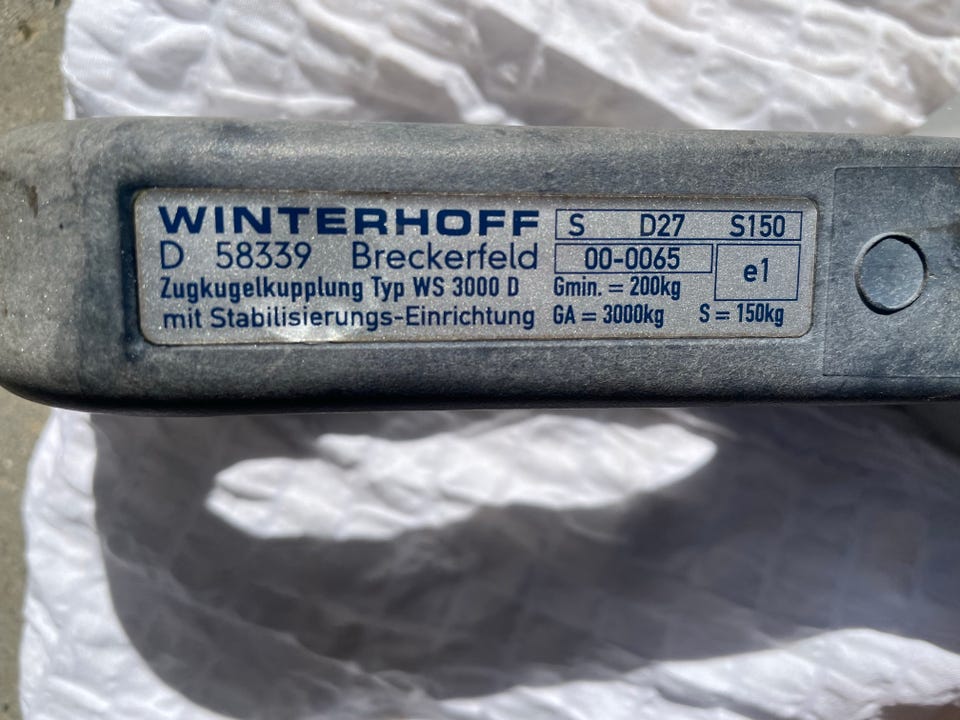 WINTERHOFF
D 58339 Breckerfeld
Zugkugelkupplung Typ WS 3000 D
mit Stabilisierungs-Einrichtung
S D27 S150
00-0065
e1
Gmin. = 200kg
GA = 3000kg S = 150kg